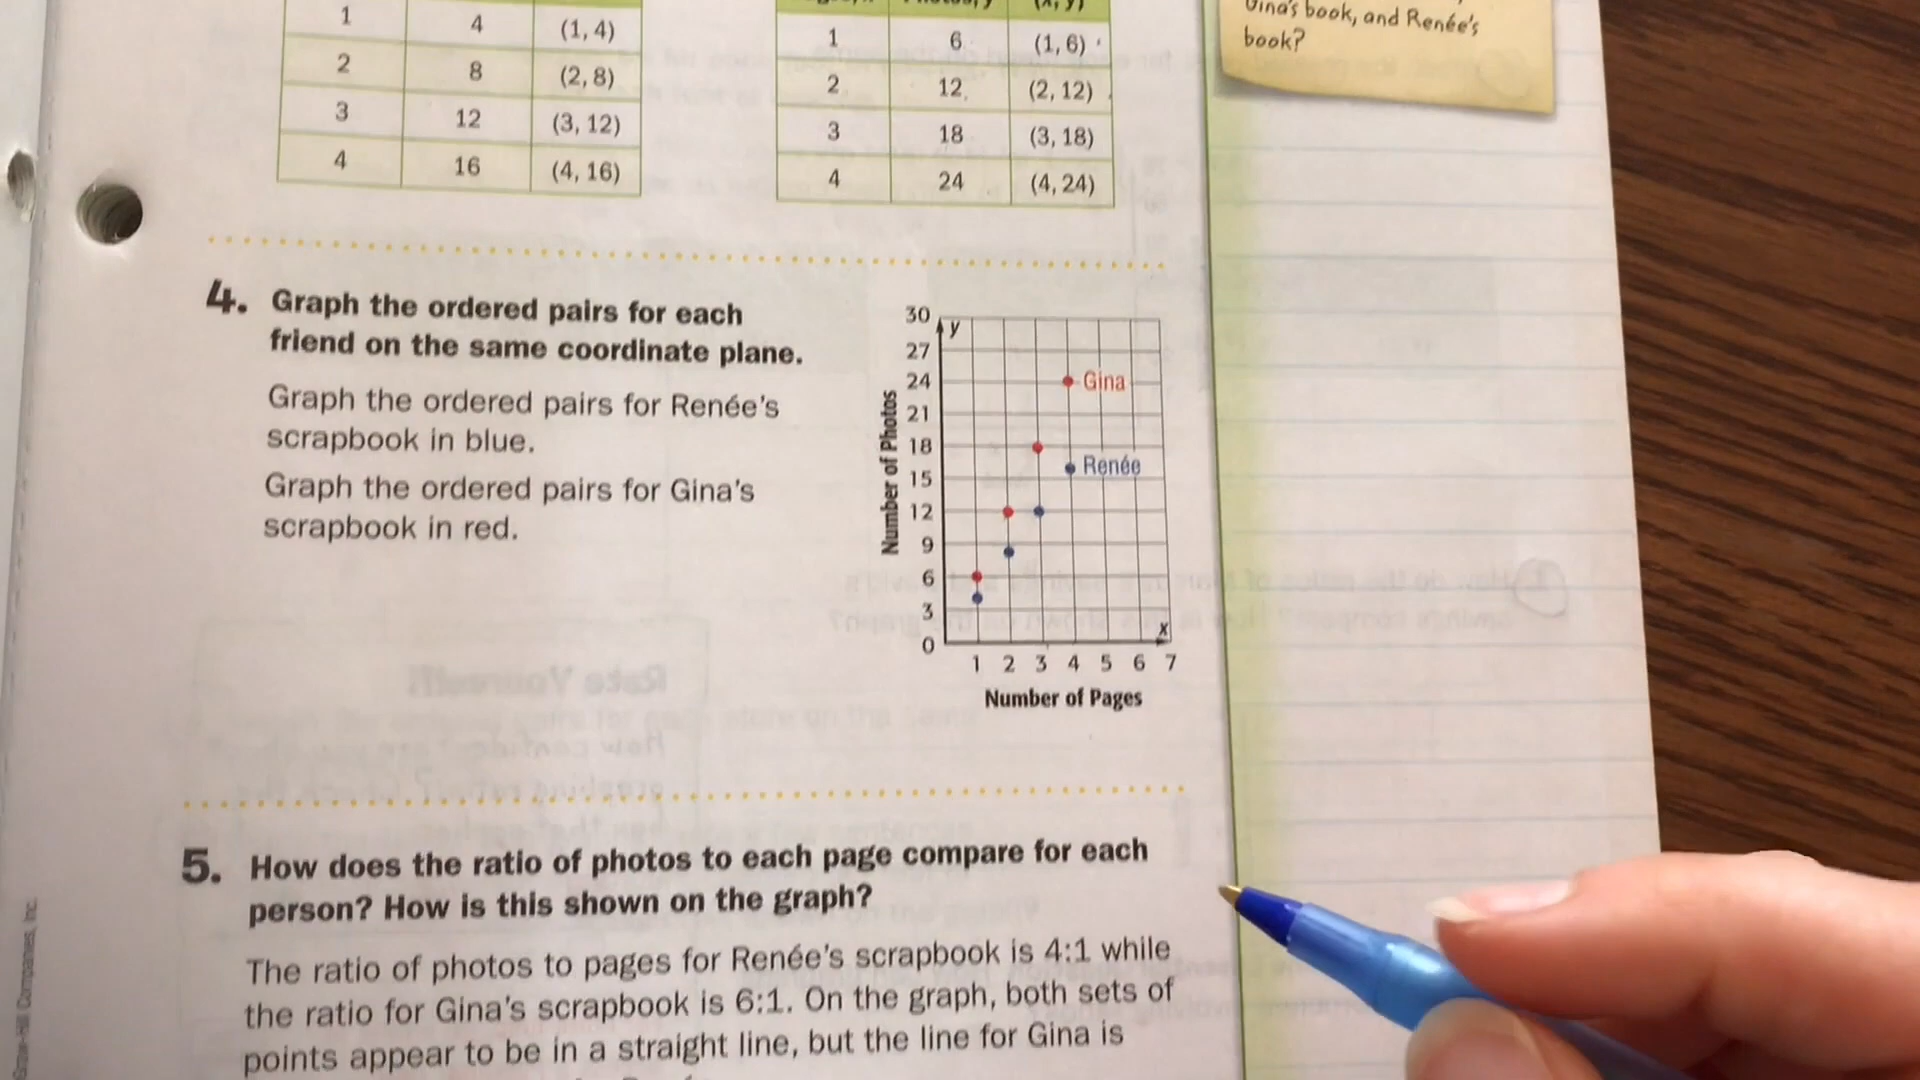 Gina's book, and Renée's
book?
(x, y)
1 4 (1, 4)
2 8 (2, 8)
3 12 (3, 12)
4 16 (4, 16)
1 6 (1, 6)
2 12 (2, 12)
3 18 (3, 18)
4 24 (4, 24)
4. Graph the ordered pairs for each
friend on the same coordinate plane.
Graph the ordered pairs for Renée's
scrapbook in blue.
Graph the ordered pairs for Gina's
scrapbook in red.
Number of Photos
30
27
24
21
18
15
12
9
6
3
0
y
Gina
Renée
x
1 2 3 4 5 6 7
Number of Pages
5. How does the ratio of photos to each page compare for each
person? How is this shown on the graph?
The ratio of photos to pages for Renée's scrapbook is 4:1 while
the ratio for Gina's scrapbook is 6:1. On the graph, both sets of
points appear to be in a straight line, but the line for Gina is
Companies, Inc.